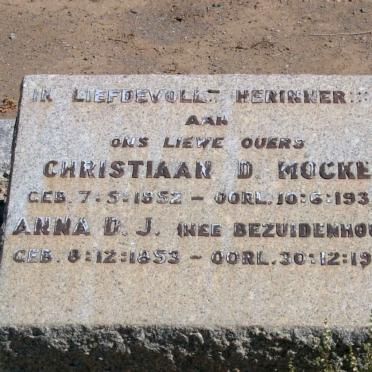 IN LIEFDEVOLLE HERINNER
AAN
ONS LIEWE OUERS
CHRISTIAAN D. MOCKE
GEB. 7:5:1852 – OORL. 10:6:193
ANNA D. J. (NEE BEZUIDENHOU
GEB. 8:12:1853 – OORL. 30:12:19